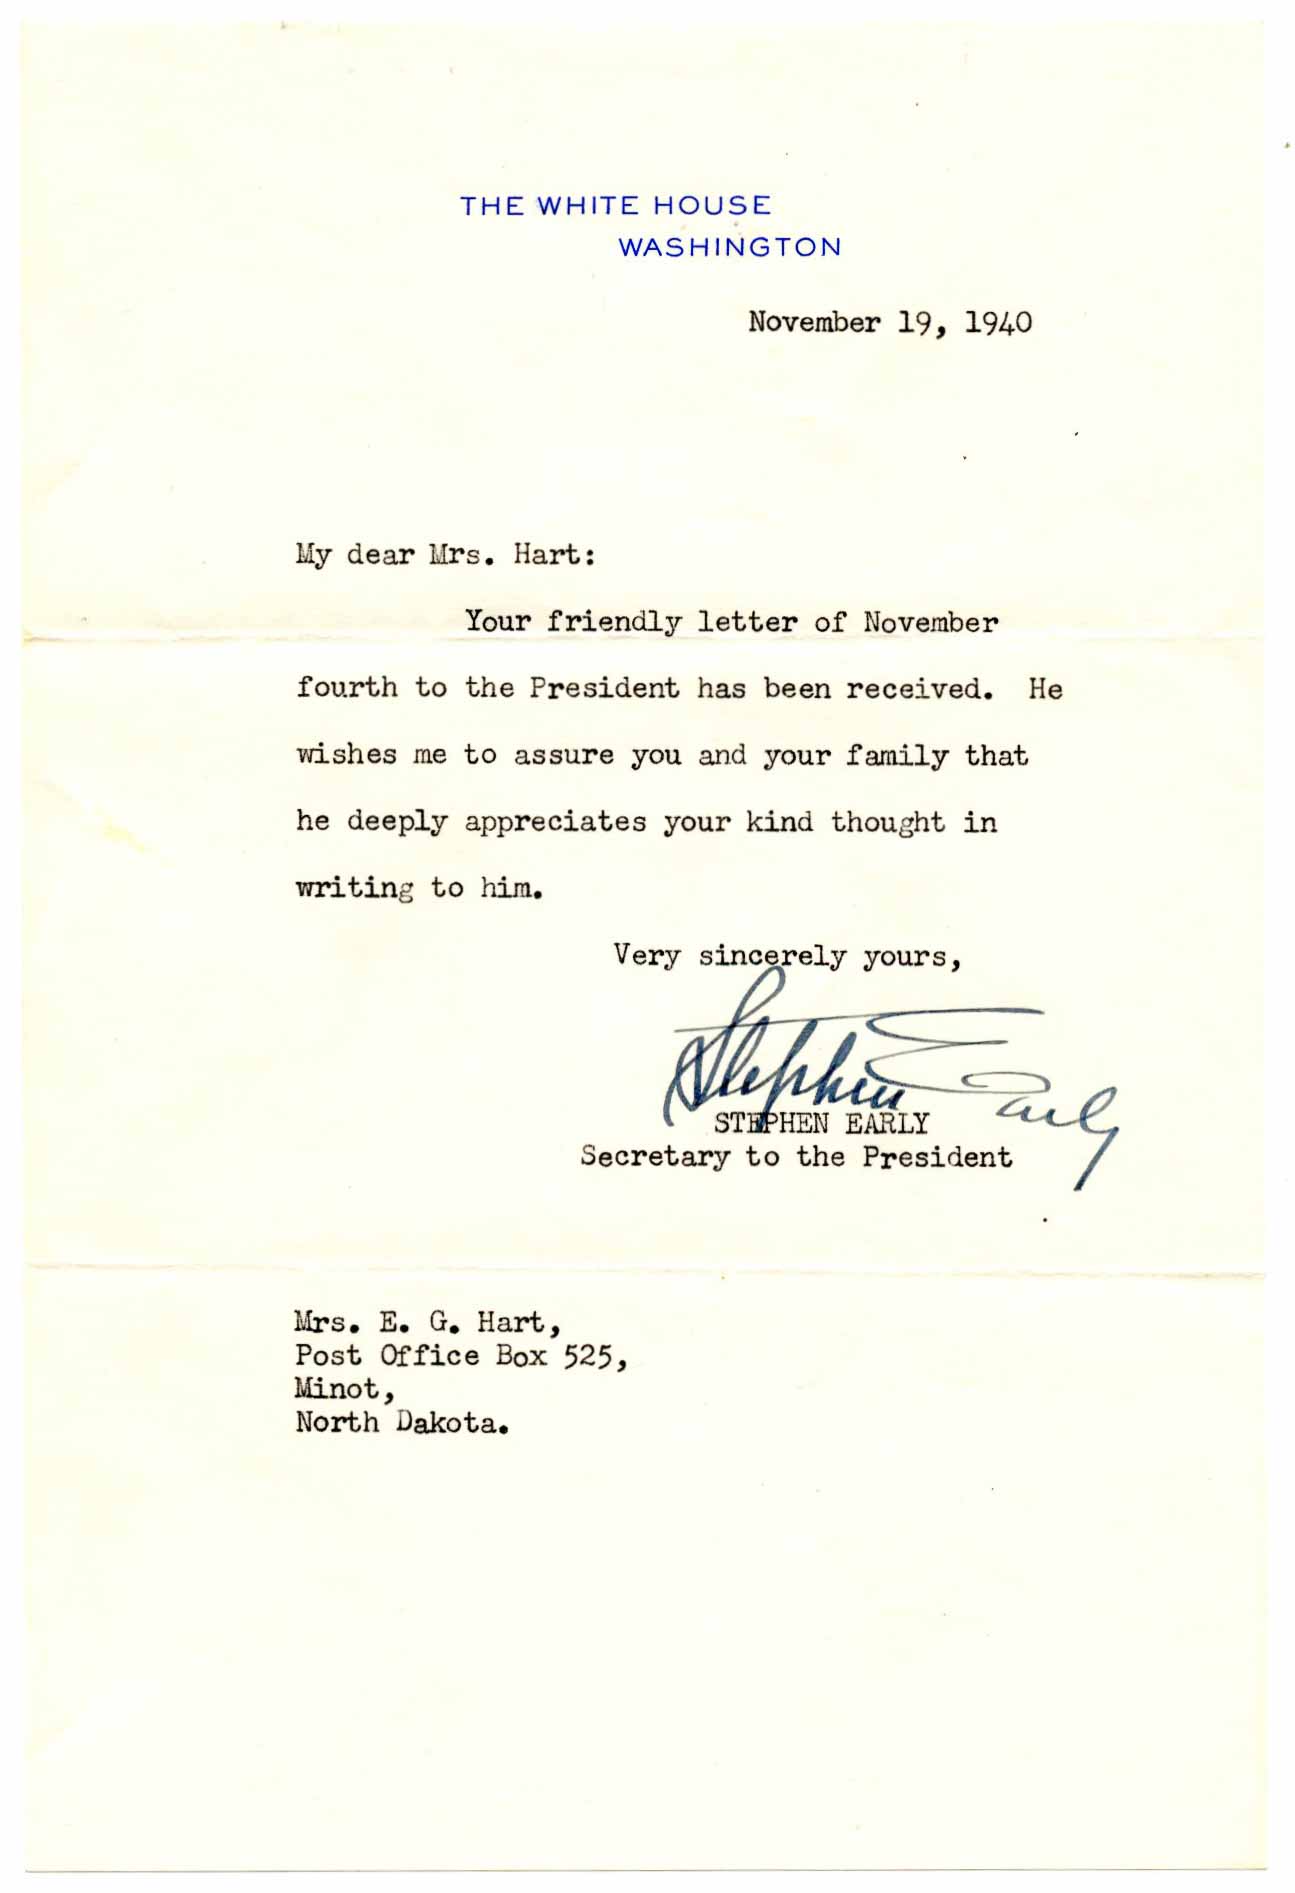 THE WHITE HOUSE
WASHINGTON
November 19, 1940
My dear Mrs. Hart:
Your friendly letter of November
fourth to the President has been received. He
wishes me to assure you and your family that
he deeply appreciates your kind thought in
writing to him.
Very sincerely yours,
Stephen Early
STEPHEN EARLY
Secretary to the President
Mrs. E. G. Hart,
Post Office Box 525,
Minot,
North Dakota.